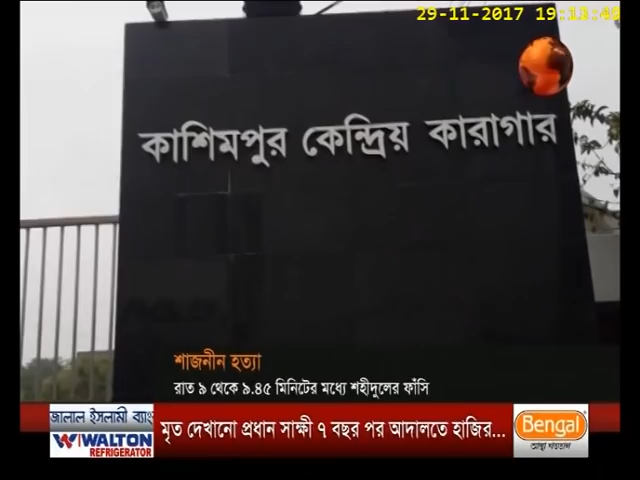 29-11-2017 19:13:46
কাশিমপুর কেন্দ্রিয় কারাগার
শাজনীন হত্যা
রাত ৯ থেকে ৯.৪৫ মিনিটের মধ্যে শহীদুলের ফাঁসি
জালাল ইসলামী ব্যাং
WALTON
REFRIGERATOR
মৃত দেখানো প্রধান সাক্ষী ৭ বছর পর আদালতে হাজির...
Bengal